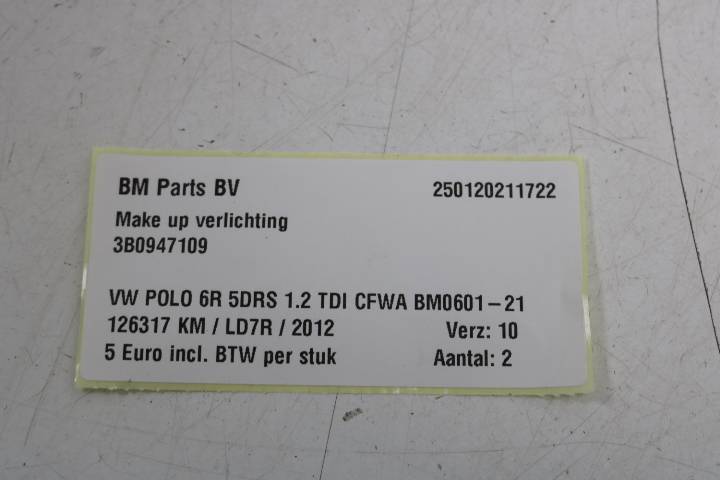 BM Parts BV 250120211722
Make up verlichting
3B0947109
VW POLO 6R 5DRS 1.2 TDI CFWA BM0601-21
126317 KM / LD7R / 2012 Verz: 10
5 Euro incl. BTW per stuk Aantal: 2